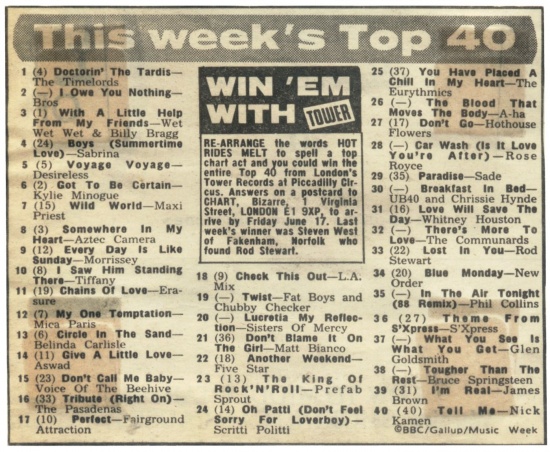 This week's Top 40
1 (4) Doctorin' The Tardis—
The Timelords
2 (—) I Owe You Nothing—
Bros
3 (1) With A Little Help
From My Friends—Wet
Wet Wet & Billy Bragg
4 (24) Boys (Summertime
Love)—Sabrina
5 (5) Voyage Voyage—
Desireless
6 (2) Got To Be Certain—
Kylie Minogue
7 (15) Wild World—Maxi
Priest
8 (3) Somewhere In My
Heart—Aztec Camera
9 (12) Every Day Is Like
Sunday—Morrissey
10 (8) I Saw Him Standing
There—Tiffany
11 (19) Chains Of Love—Era-
sure
12 (7) My One Temptation—
Mica Paris
13 (6) Circle In The Sand—
Belinda Carlisle
14 (11) Give A Little Love—
Aswad
15 (23) Don't Call Me Baby—
Voice Of The Beehive
16 (33) Tribute (Right On)—
The Pasadenas
17 (10) Perfect—Fairground
Attraction
WIN 'EM
WITH TOWER
RE-ARRANGE the words HOT
RIDES MELT to spell a top
chart act and you could win the
entire Top 40 from London's
Tower Records at Piccadilly Cir-
cus. Answers on a postcard to
CHART, Bizarre, 1 Virginia
Street, LONDON E1 9XP, to ar-
rive by Friday June 17. Last
week's winner was Steven West
of Fakenham, Norfolk who
found Rod Stewart.
18 (9) Check This Out—L.A.
Mix
19 (—) Twist—Fat Boys and
Chubby Checker
20 (—) Lucretia My Reflec-
tion—Sisters Of Mercy
21 (36) Don't Blame It On
The Girl—Matt Bianco
22 (18) Another Weekend—
Five Star
23 (13) The King Of
Rock'N'Roll—Prefab
Sprout
24 (14) Oh Patti (Don't Feel
Sorry For Loverboy)—
Scritti Politti
25 (37) You Have Placed A
Chill In My Heart—The
Eurythmics
26 (—) The Blood That
Moves The Body—A-ha
27 (17) Don't Go—Hothouse
Flowers
28 (—) Car Wash (Is It Love
You're After)—Rose
Royce
29 (35) Paradise—Sade
30 (—) Breakfast In Bed—
UB40 and Chrissie Hynde
31 (16) Love Will Save The
Day—Whitney Houston
32 (—) There's More To
Love—The Communards
33 (22) Lost In You—Rod
Stewart
34 (20) Blue Monday—New
Order
35 (—) In The Air Tonight
(88 Remix)—Phil Collins
36 (27) Theme From
S'Xpress—S'Xpress
37 (—) What You See Is
What You Get—Glen
Goldsmith
38 (—) Tougher Than The
Rest—Bruce Springsteen
39 (31) I'm Real—James
Brown
40 (40) Tell Me—Nick
Kamen
©BBC/Gallup/Music Week